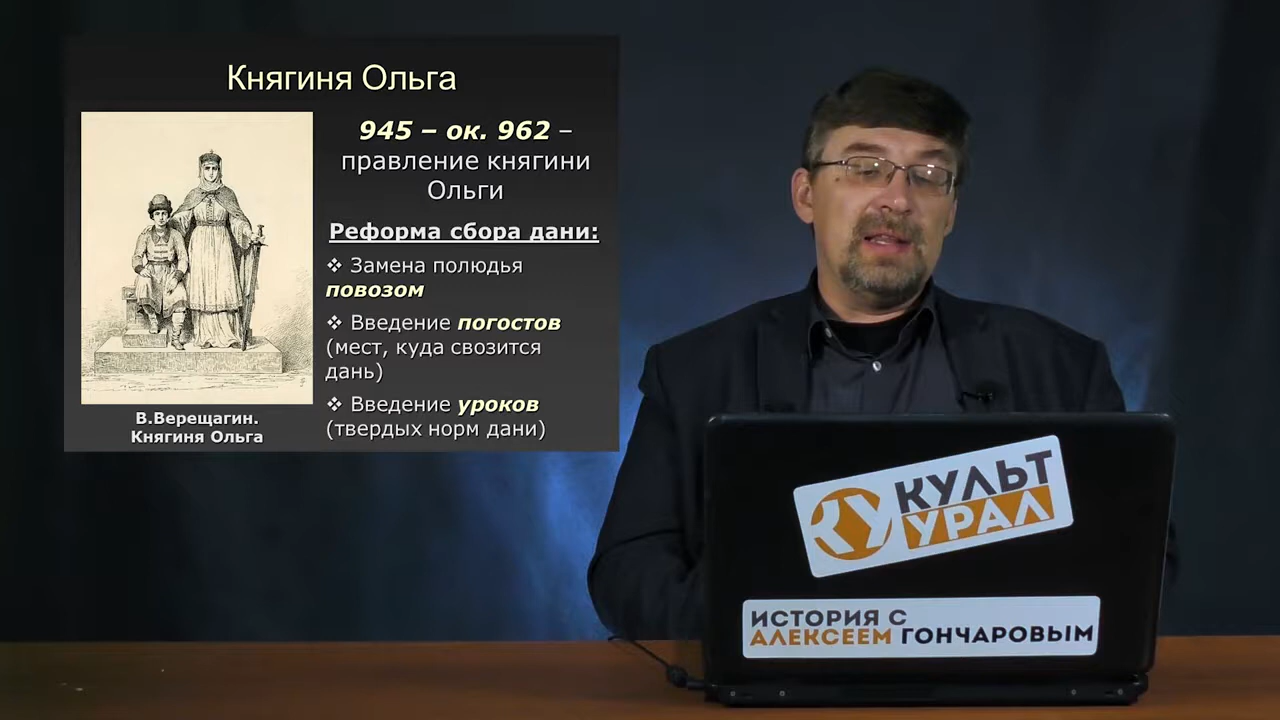 Княгиня Ольга
945 – ок. 962 –
правление княгини
Ольги
Реформа сбора дани:
❖ Замена полюдья
повозом
❖ Введение погостов
(мест, куда свозится
дань)
❖ Введение уроков
(твердых норм дани)
В.Верещагин.
Княгиня Ольга
КУ КУЛЬТ
УРАЛ
ИСТОРИЯ С
АЛЕКСЕЕМ ГОНЧАРОВЫМ